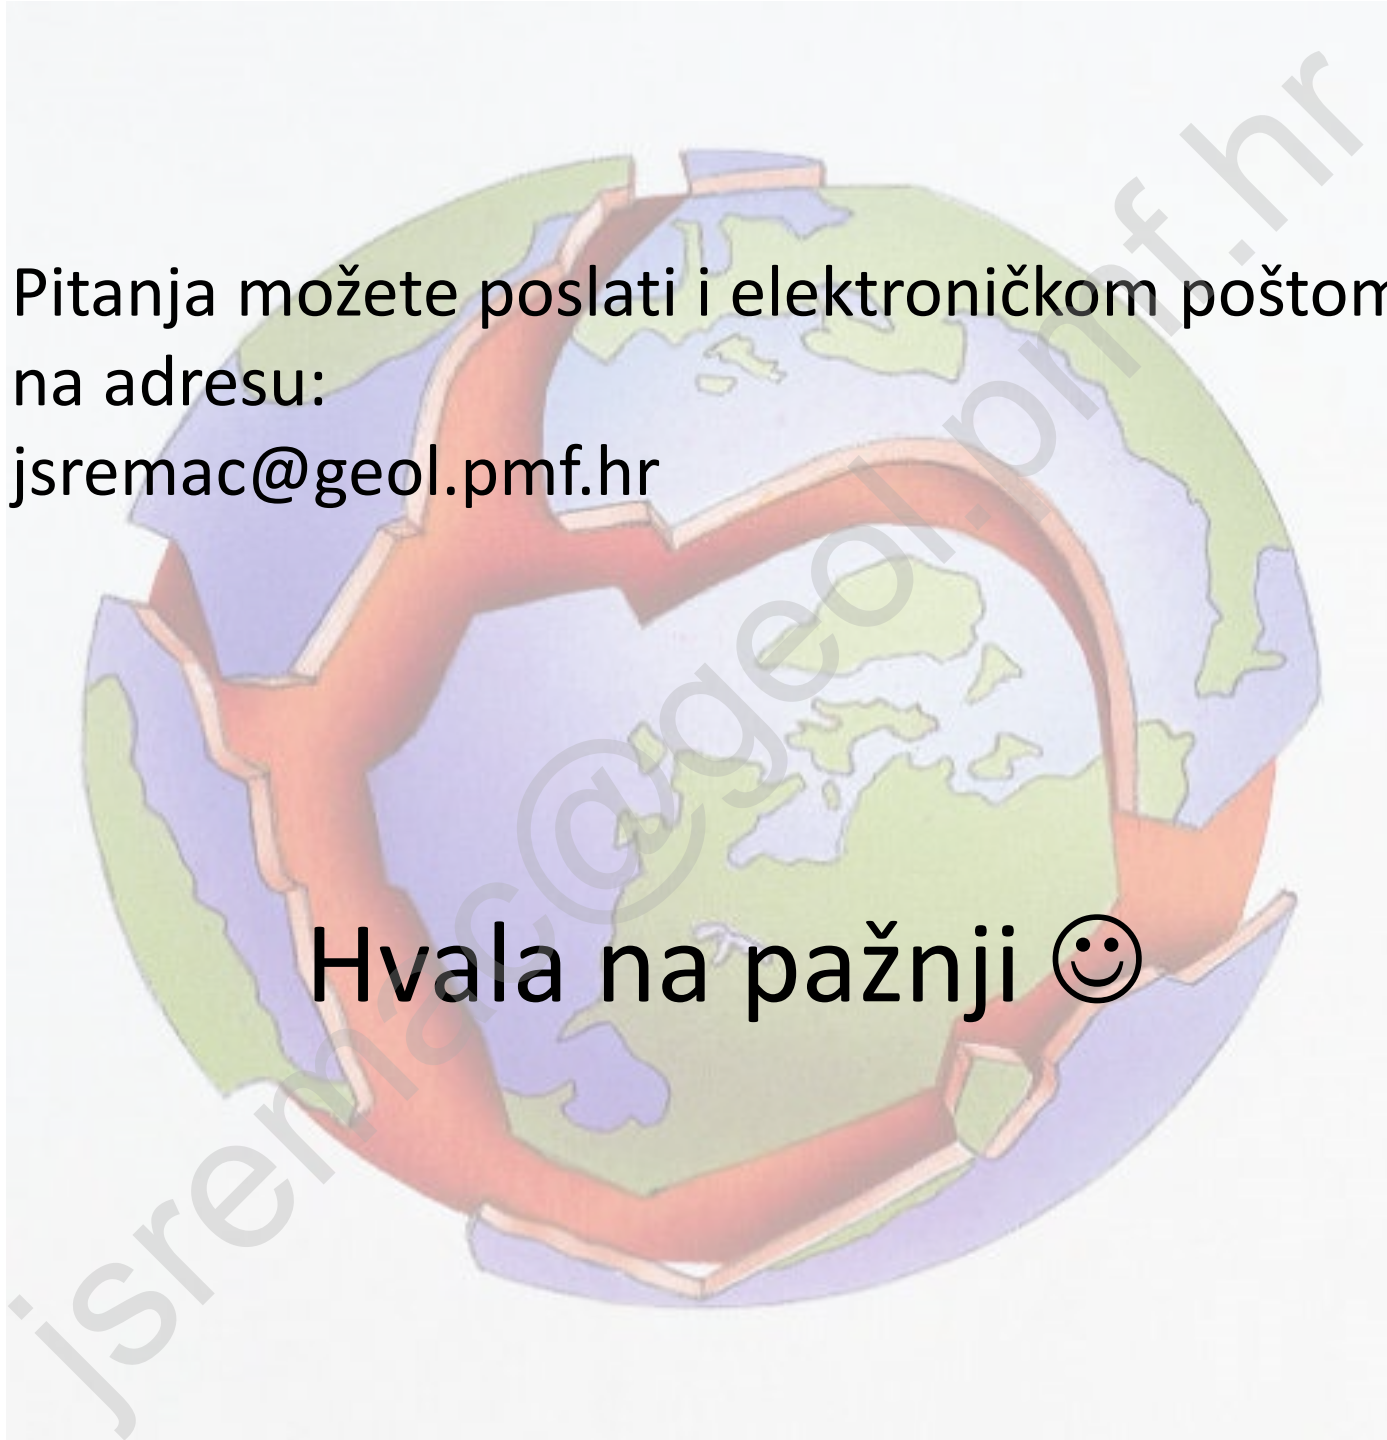 Pitanja možete poslati i elektroničkom poštom
na adresu:
jsremac@geol.pmf.hr
Hvala na pažnji ☺
jsremac@geol.pmf.hr